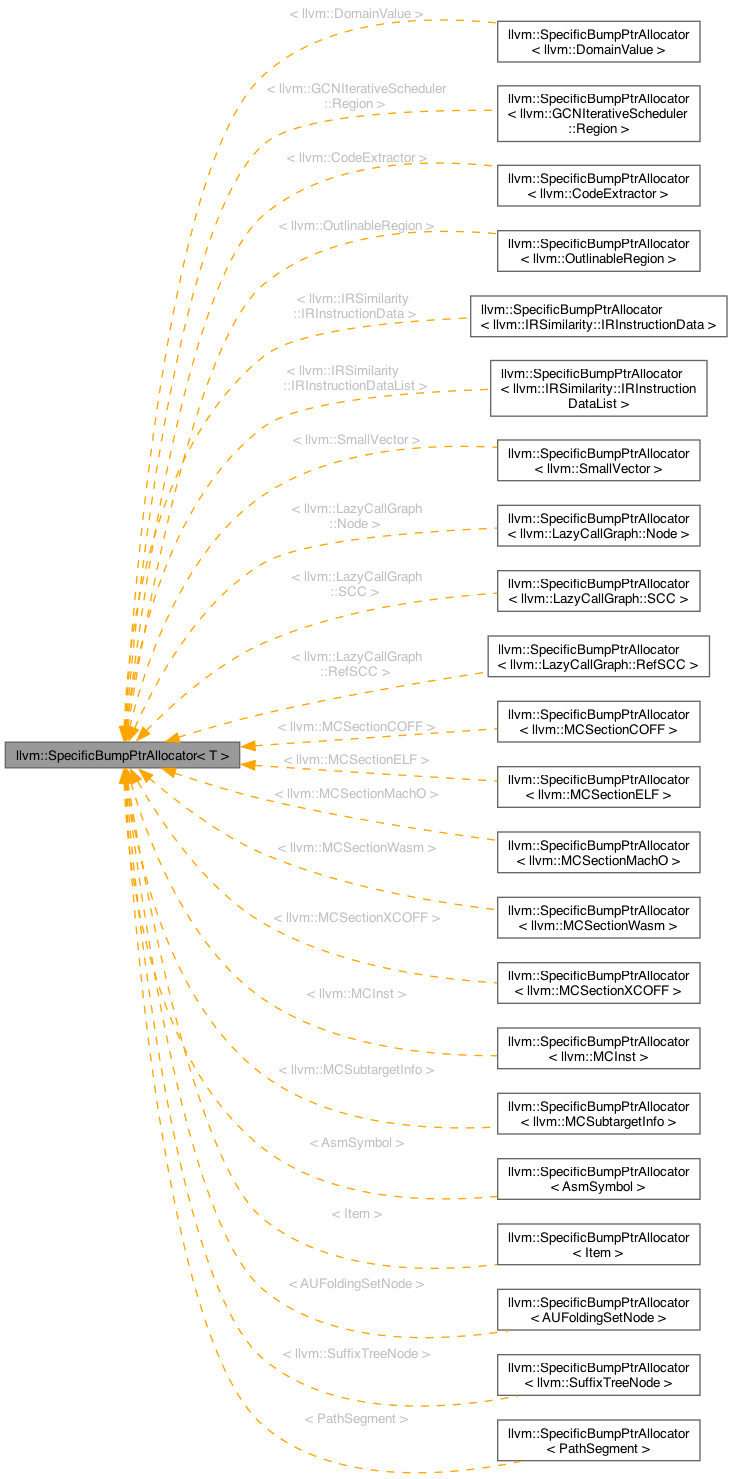 < llvm::DomainValue >
llvm::SpecificBumpPtrAllocator
< llvm::DomainValue >
< llvm::GCNIterativeScheduler
::Region >
llvm::SpecificBumpPtrAllocator
< llvm::GCNIterativeScheduler
::Region >
< llvm::CodeExtractor >
llvm::SpecificBumpPtrAllocator
< llvm::CodeExtractor >
< llvm::OutlinableRegion >
llvm::SpecificBumpPtrAllocator
< llvm::OutlinableRegion >
< llvm::IRSimilarity
::IRInstructionData >
llvm::SpecificBumpPtrAllocator
< llvm::IRSimilarity::IRInstructionData >
< llvm::IRSimilarity
::IRInstructionDataList >
llvm::SpecificBumpPtrAllocator
< llvm::IRSimilarity::IRInstruction
DataList >
< llvm::SmallVector >
llvm::SpecificBumpPtrAllocator
< llvm::SmallVector >
< llvm::LazyCallGraph
::Node >
llvm::SpecificBumpPtrAllocator
< llvm::LazyCallGraph::Node >
< llvm::LazyCallGraph
::SCC >
llvm::SpecificBumpPtrAllocator
< llvm::LazyCallGraph::SCC >
< llvm::LazyCallGraph
::RefSCC >
llvm::SpecificBumpPtrAllocator
< llvm::LazyCallGraph::RefSCC >
< llvm::MCSectionCOFF >
llvm::SpecificBumpPtrAllocator
< llvm::MCSectionCOFF >
llvm::SpecificBumpPtrAllocator< T >
< llvm::MCSectionELF >
llvm::SpecificBumpPtrAllocator
< llvm::MCSectionELF >
< llvm::MCSectionMachO >
llvm::SpecificBumpPtrAllocator
< llvm::MCSectionMachO >
< llvm::MCSectionWasm >
llvm::SpecificBumpPtrAllocator
< llvm::MCSectionWasm >
< llvm::MCSectionXCOFF >
llvm::SpecificBumpPtrAllocator
< llvm::MCSectionXCOFF >
< llvm::MCInst >
llvm::SpecificBumpPtrAllocator
< llvm::MCInst >
< llvm::MCSubtargetInfo >
llvm::SpecificBumpPtrAllocator
< llvm::MCSubtargetInfo >
< AsmSymbol >
llvm::SpecificBumpPtrAllocator
< AsmSymbol >
< Item >
llvm::SpecificBumpPtrAllocator
< Item >
< AUFoldingSetNode >
llvm::SpecificBumpPtrAllocator
< AUFoldingSetNode >
< llvm::SuffixTreeNode >
llvm::SpecificBumpPtrAllocator
< llvm::SuffixTreeNode >
< PathSegment >
llvm::SpecificBumpPtrAllocator
< PathSegment >